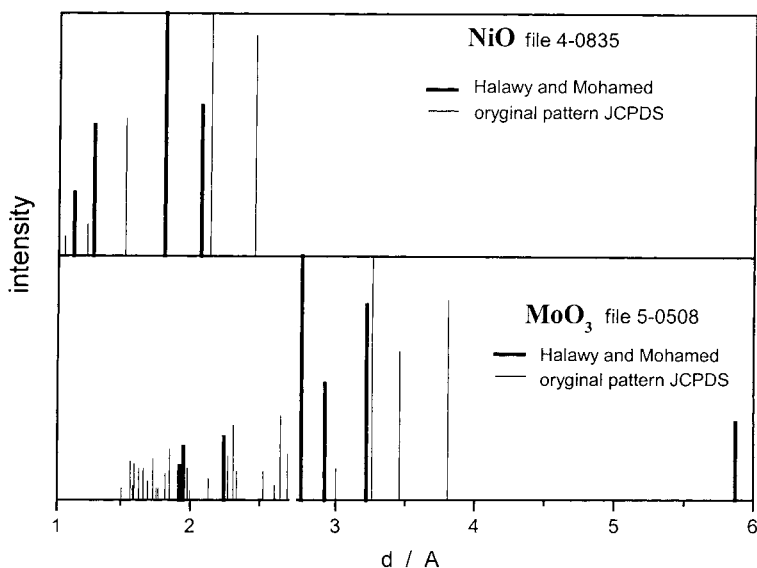 NiO file 4-0835
Halawy and Mohamed
oryginal pattern JCPDS
intensity
MoO3 file 5-0508
Halawy and Mohamed
oryginal pattern JCPDS
1 2 3 4 5 6
d / A